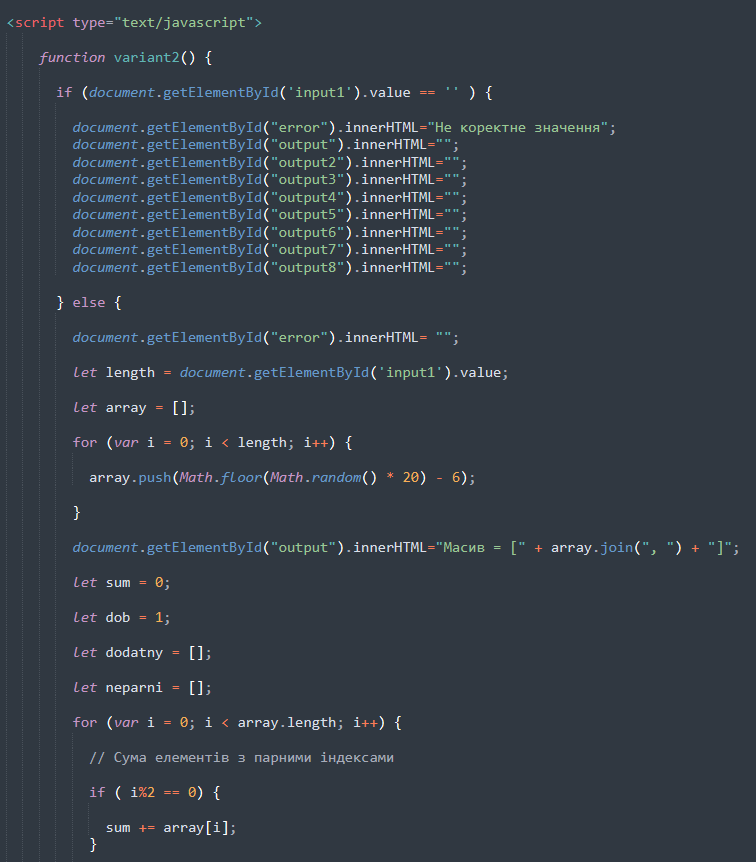 <script type="text/javascript">
function variant2() {
if (document.getElementById('input1').value == '' ) {
document.getElementById("error").innerHTML="Не коректне значення";
document.getElementById("output").innerHTML="";
document.getElementById("output2").innerHTML="";
document.getElementById("output3").innerHTML="";
document.getElementById("output4").innerHTML="";
document.getElementById("output5").innerHTML="";
document.getElementById("output6").innerHTML="";
document.getElementById("output7").innerHTML="";
document.getElementById("output8").innerHTML="";
} else {
document.getElementById("error").innerHTML= "";
let length = document.getElementById('input1').value;
let array = [];
for (var i = 0; i < length; i++) {
array.push(Math.floor(Math.random() * 20) - 6);
}
document.getElementById("output").innerHTML="Масив = [" + array.join(", ") + "]";
let sum = 0;
let dob = 1;
let dodatny = [];
let neparni = [];
for (var i = 0; i < array.length; i++) {
// Сума елементів з парними індексами
if ( i%2 == 0) {
sum += array[i];
}